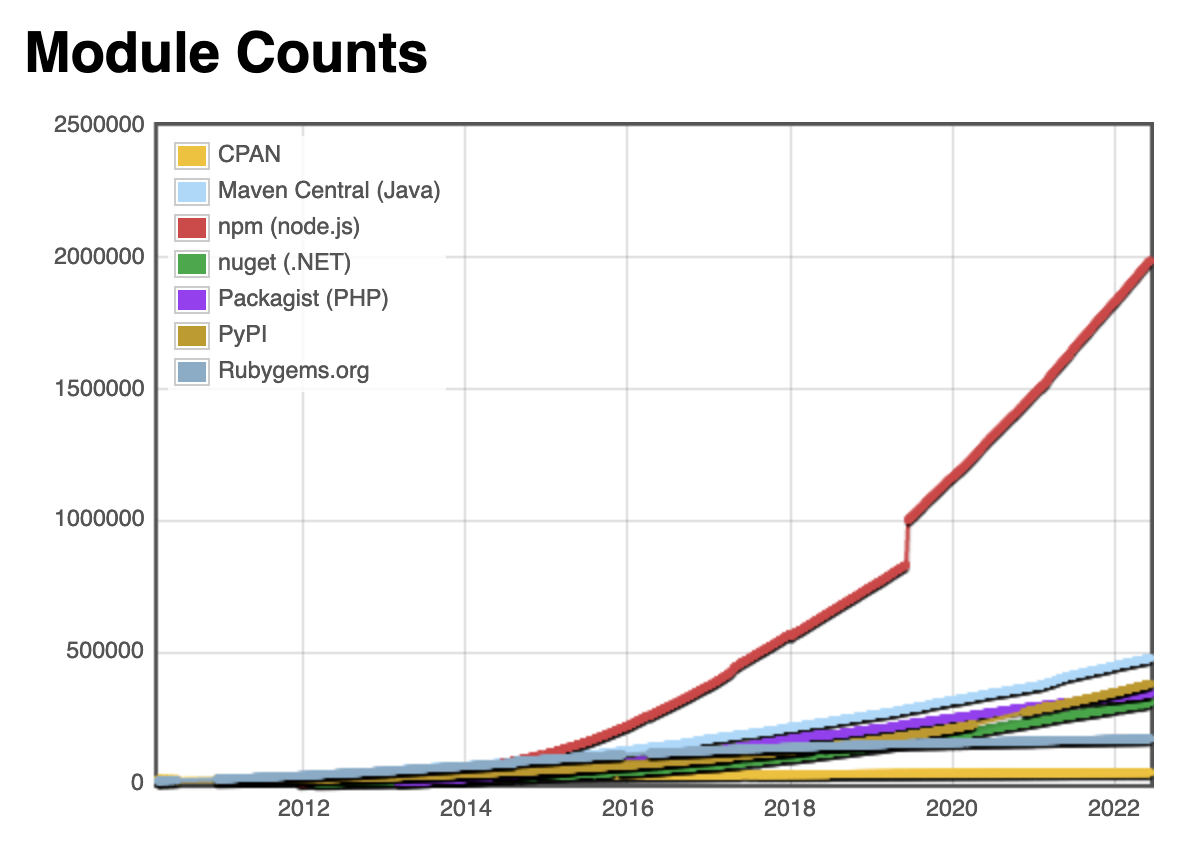 Module Counts
2500000
2000000
1500000
1000000
500000
0
CPAN
Maven Central (Java)
npm (node.js)
nuget (.NET)
Packagist (PHP)
PyPI
Rubygems.org
2012 2014 2016 2018 2020 2022